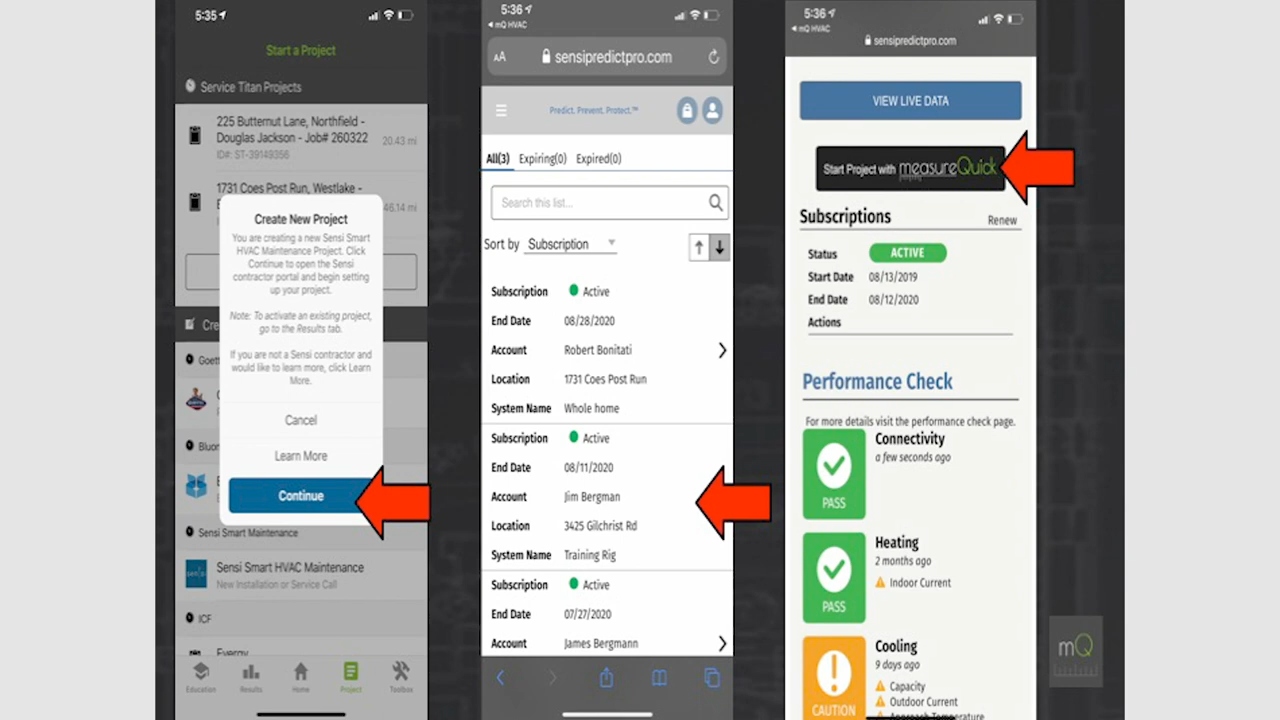 5:35
Start a Project
Service Titan Projects
225 Butternut Lane, Northfield -
Douglas Jackson - Job# 260322
ID#: ST-39149356
20.43 mi
1731 Coes Post Run, Westlake -
46.14 mi
Create New Project
You are creating a new Sensi Smart
HVAC Maintenance Project. Click
Continue to open the Sensi
contractor portal and begin setting
up your project.
Note: To activate an existing project,
go to the Results tab.
If you are not a Sensi contractor and
would like to learn more, click Learn
More.
Cancel
Learn More
Continue
Sensi Smart Maintenance
sensi
Sensi Smart HVAC Maintenance
New Installation or Service Call
ICF
Evergy
Education
Results
Home
Project
Toolbox
5:36
mQ HVAC
AA
sensipredictpro.com
Predict. Prevent. Protect.™
All(3) Expiring(0) Expired(0)
Search this list...
Sort by Subscription
Subscription Active
End Date 08/28/2020
Account Robert Bonitati
Location 1731 Coes Post Run
System Name Whole home
Subscription Active
End Date 08/11/2020
Account Jim Bergman
Location 3425 Gilchrist Rd
System Name Training Rig
Subscription Active
End Date 07/27/2020
Account James Bergmann
5:36
mQ HVAC
sensipredictpro.com
VIEW LIVE DATA
Start Project with measureQuick
Subscriptions
Renew
Status ACTIVE
Start Date 08/13/2019
End Date 08/12/2020
Actions
Performance Check
For more details visit the performance check page.
Connectivity
a few seconds ago
PASS
Heating
2 months ago
Indoor Current
PASS
Cooling
9 days ago
Capacity
Outdoor Current
Approach Temperature
CAUTION
mQ